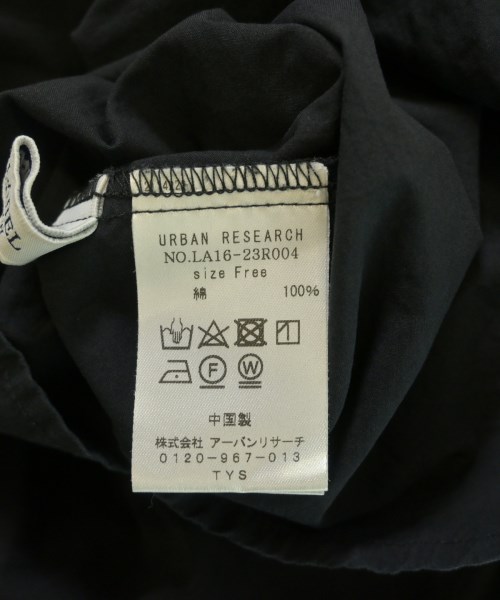 URBAN RESEARCH
NO.LA16-23R004
size Free
綿 100%
F W
中国製
株式会社 アーバンリサーチ
0120-967-013
TYS